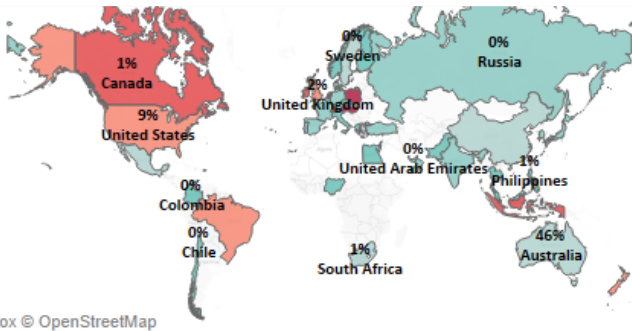 0%
Sweden
0%
Russia
1%
Canada
2%
United Kingdom
9%
United States
0%
United Arab Emirates
1%
Philippines
0%
Colombia
0%
Chile
46%
Australia
1%
South Africa
ox © OpenStreetMap